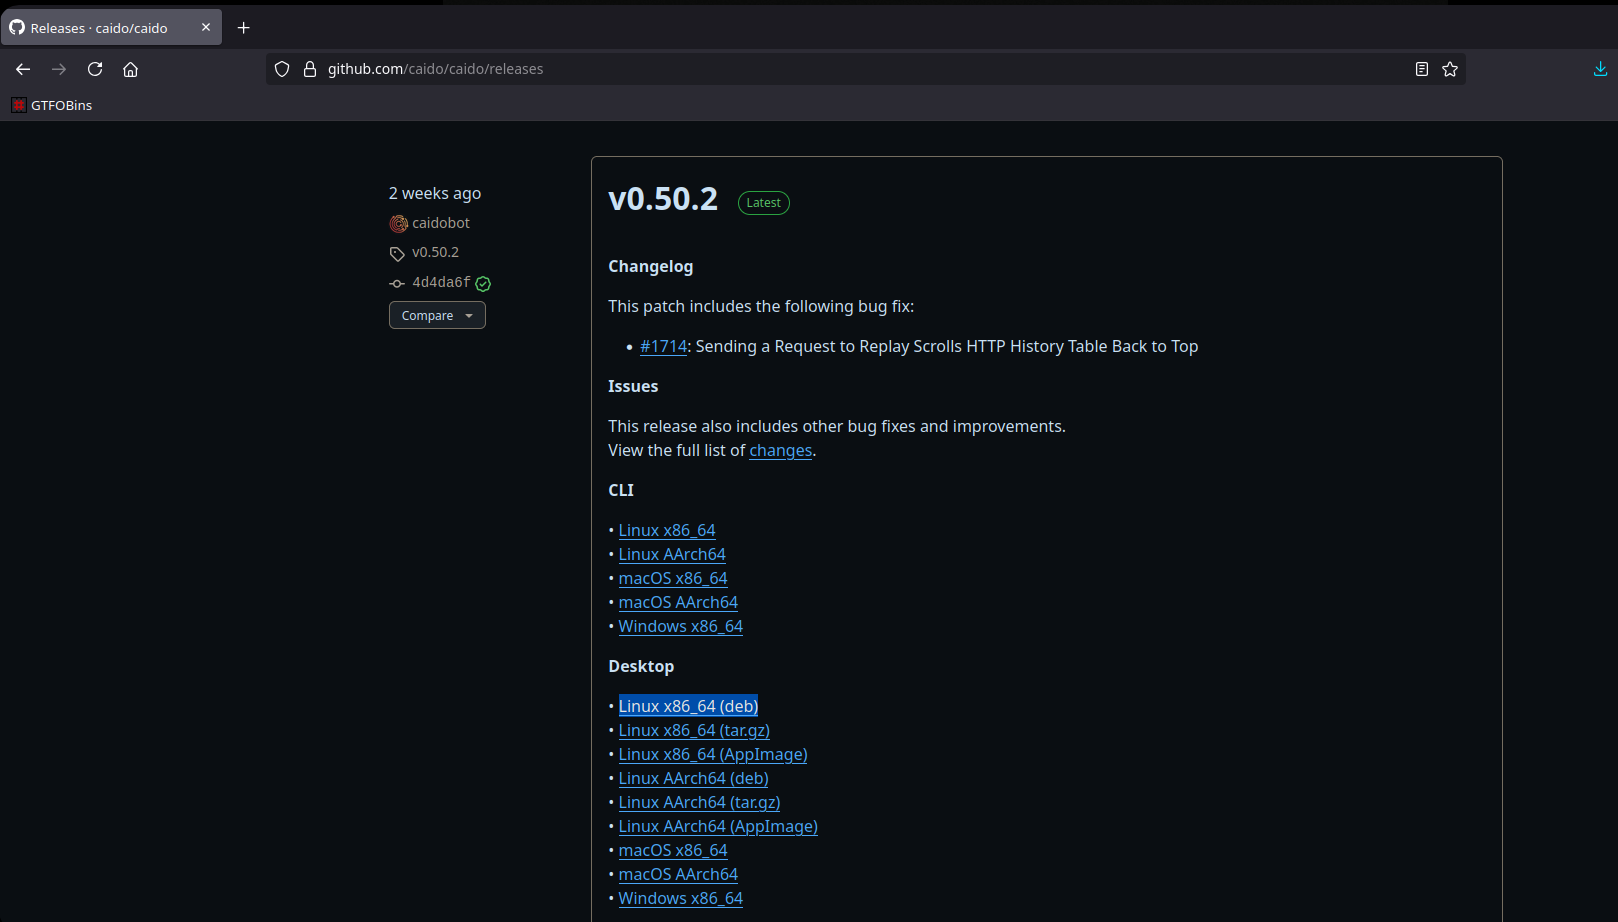 Releases · caido/caido
github.com/caido/caido/releases
GTFOBins
2 weeks ago
caidobot
v0.50.2
4d4da6f
Compare
v0.50.2 Latest
Changelog
This patch includes the following bug fix:
• #1714: Sending a Request to Replay Scrolls HTTP History Table Back to Top
Issues
This release also includes other bug fixes and improvements.
View the full list of changes.
CLI
• Linux x86_64
• Linux AArch64
• macOS x86_64
• macOS AArch64
• Windows x86_64
Desktop
• Linux x86_64 (deb)
• Linux x86_64 (tar.gz)
• Linux x86_64 (AppImage)
• Linux AArch64 (deb)
• Linux AArch64 (tar.gz)
• Linux AArch64 (AppImage)
• macOS x86_64
• macOS AArch64
• Windows x86_64